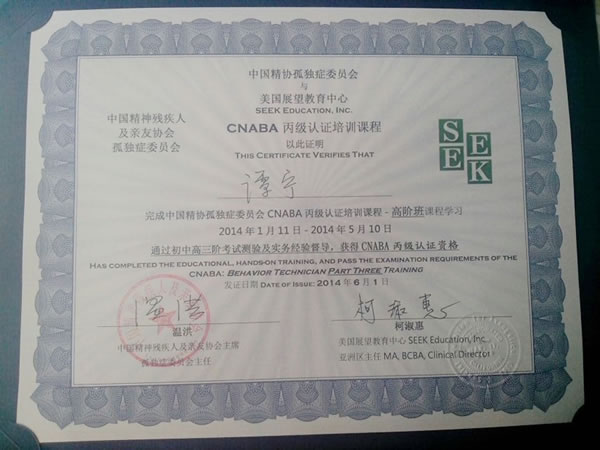 中国精协孤独症委员会
与
美国展望教育中心
SEEK EDUCATION, INC.
中国精神残疾人
及亲友协会
孤独症委员会
CNABA 丙级认证培训课程
以此证明
THIS CERTIFICATE VERIFIES THAT
SEEK
谭宁
完成中国精协孤独症委员会 CNABA 丙级认证培训课程 - 高阶班课程学习
2014 年 1 月 11 日 - 2014 年 5 月 10 日
通过初中高三阶考试测验及实务经验督导，获得 CNABA 丙级认证资格
HAS COMPLETED THE EDUCATIONAL, HANDS-ON TRAINING, AND PASS THE EXAMINATION REQUIREMENTS OF THE
CNABA: BEHAVIOR TECHNICIAN PART THREE TRAINING
发证日期 DATE OF ISSUE: 2014 年 6 月 1 日
温洪
温洪
中国精神残疾人及亲友协会主席
孤独症委员会主任
柯淑惠
柯淑惠
美国展望教育中心 SEEK Education, Inc.
亚洲区主任 MA, BCBA, Clinical Director